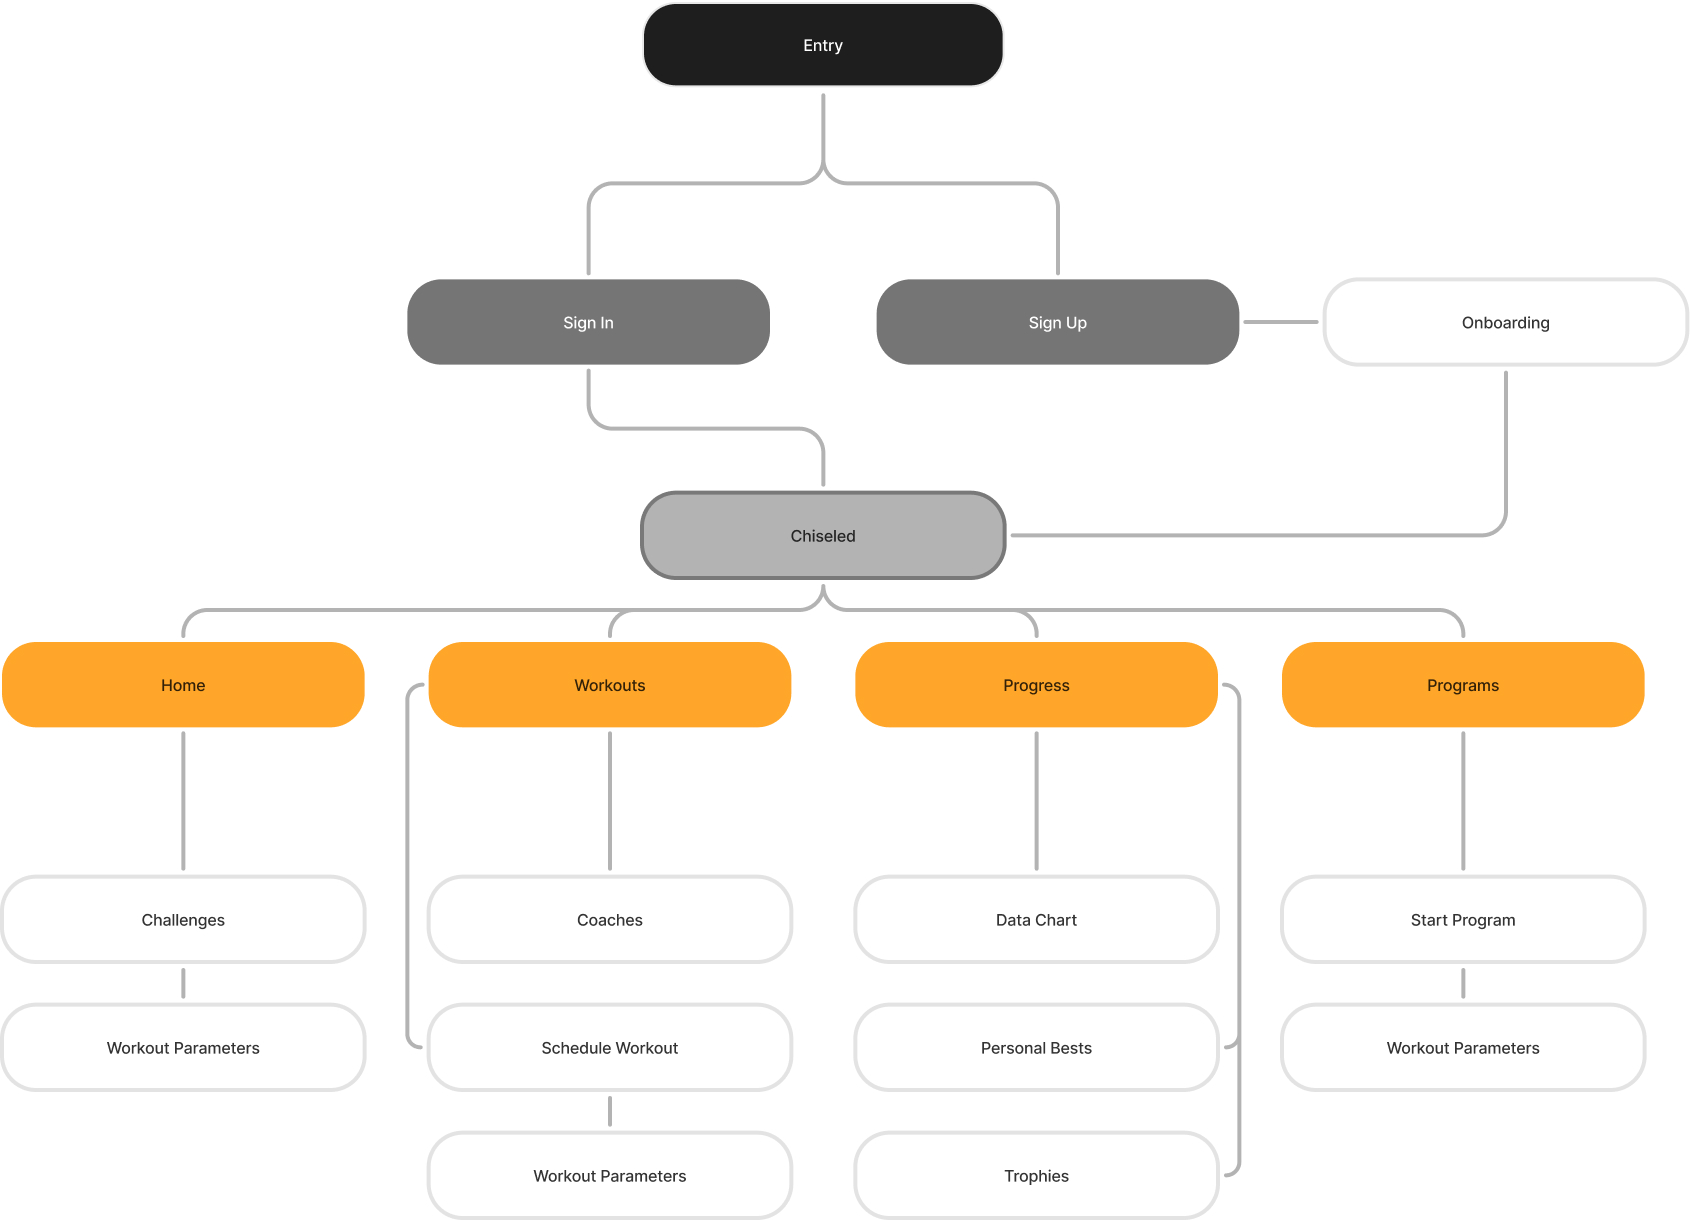 Entry
Sign In
Sign Up
Onboarding
Chiseled
Home
Workouts
Progress
Programs
Challenges
Coaches
Data Chart
Start Program
Workout Parameters
Schedule Workout
Personal Bests
Workout Parameters
Workout Parameters
Trophies